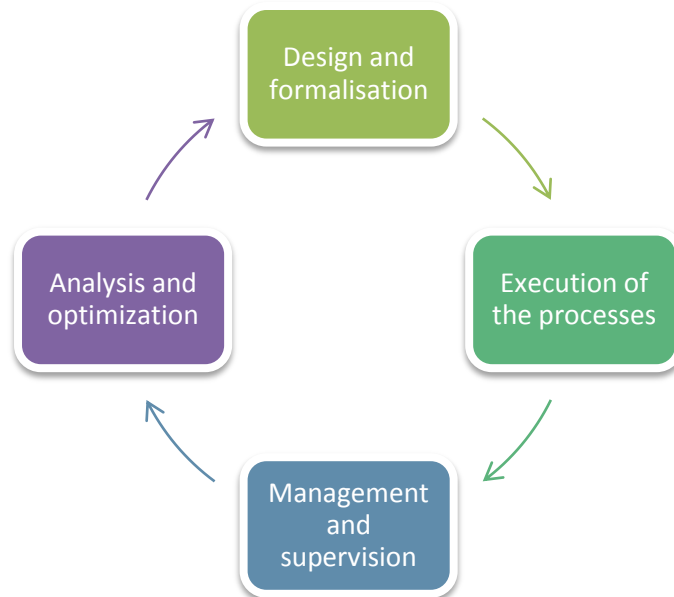 Design and
formalisation
Execution of
the processes
Management
and
supervision
Analysis and
optimization